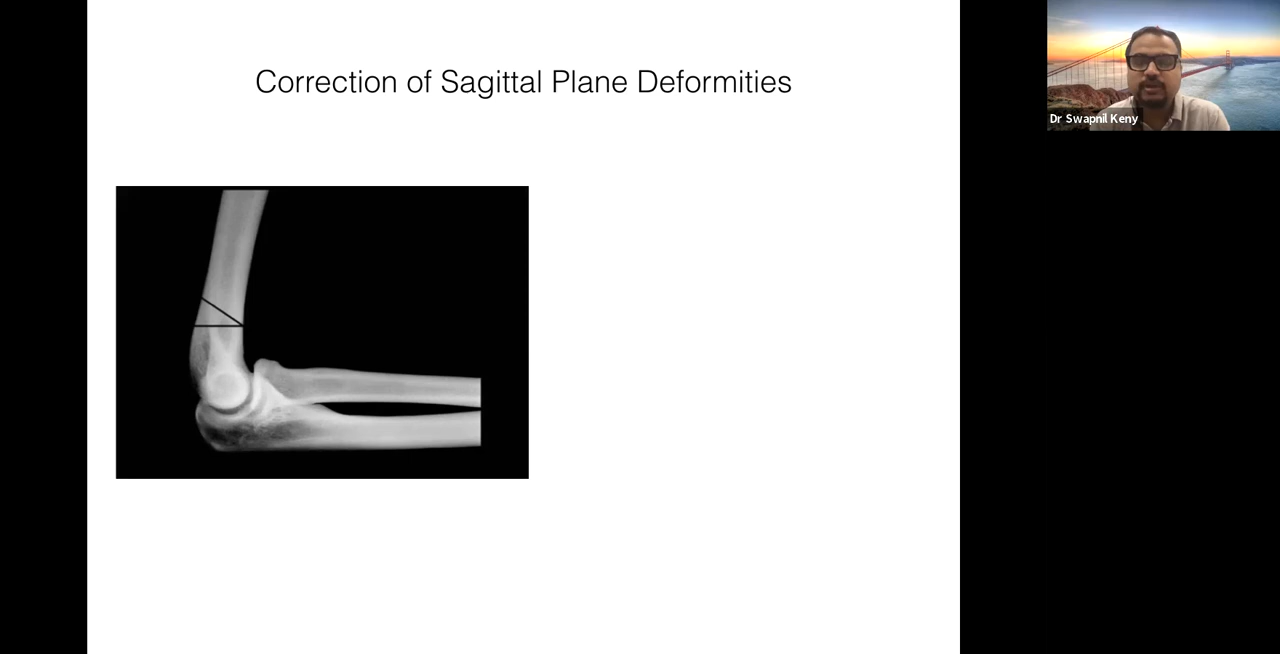 Correction of Sagittal Plane Deformities
Dr Swapnil Keny